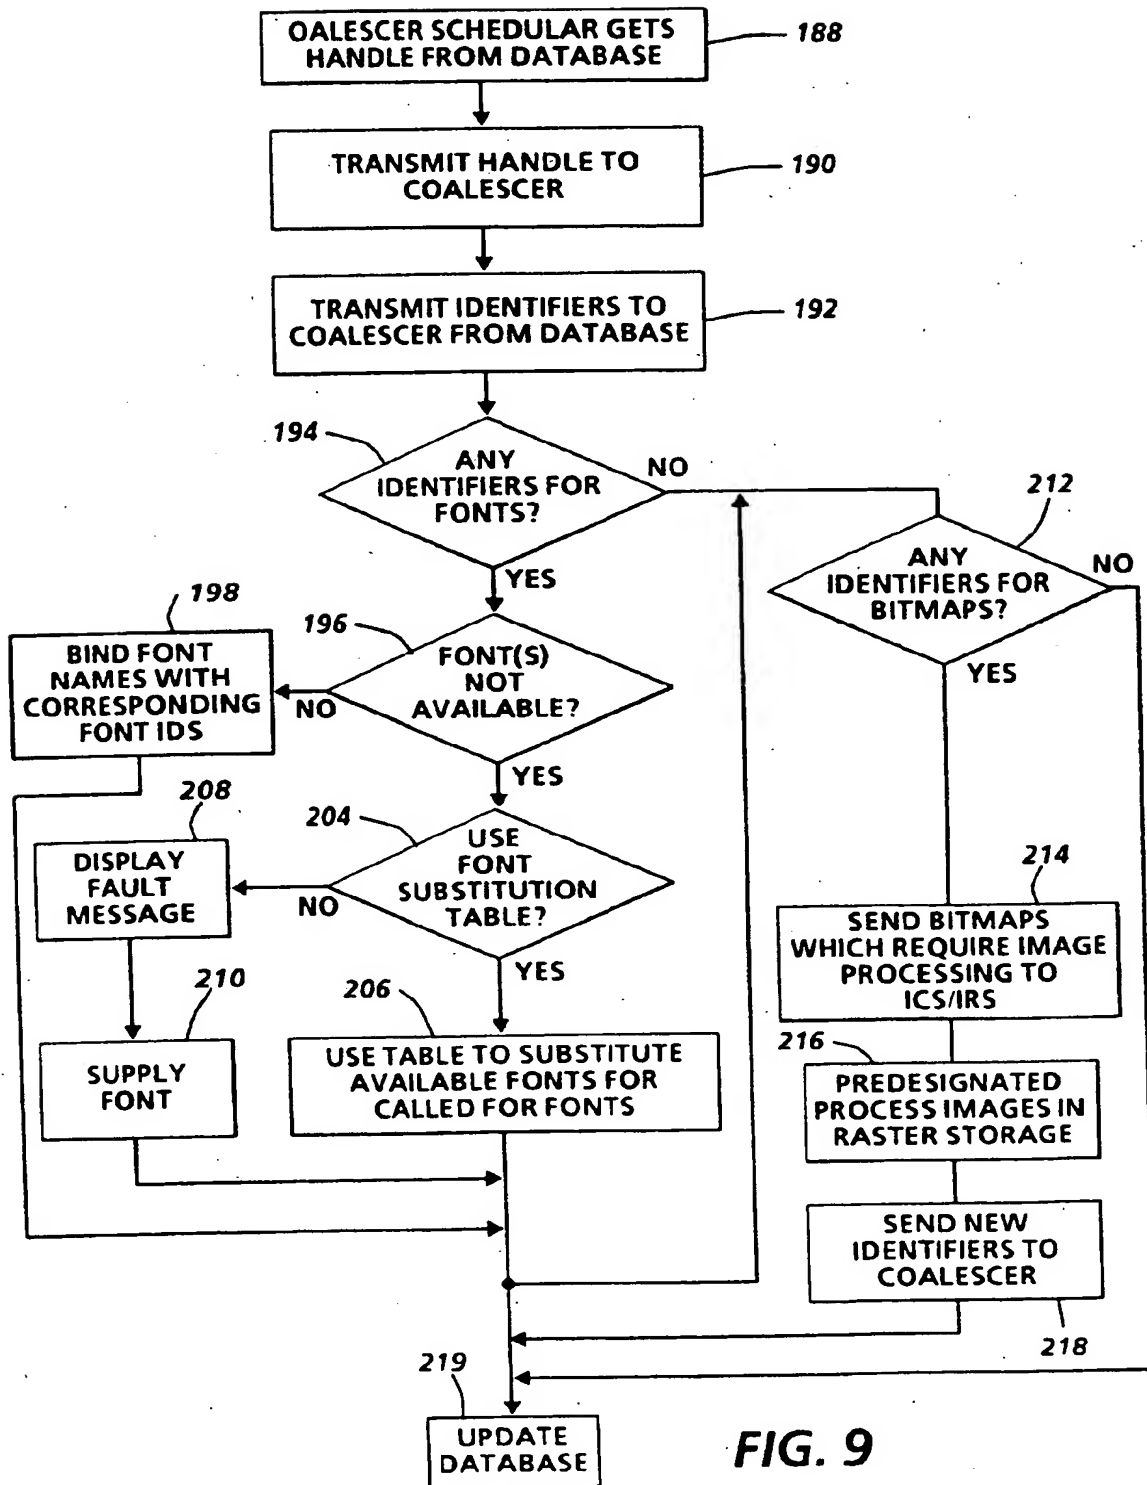 OALESCER SCHEDULAR GETS
HANDLE FROM DATABASE
188
TRANSMIT HANDLE TO
COALESCER
190
TRANSMIT IDENTIFIERS TO
COALESCER FROM DATABASE
192
194
ANY
IDENTIFIERS FOR
FONTS?
NO
YES
212
ANY
IDENTIFIERS FOR
BITMAPS?
NO
YES
198
BIND FONT
NAMES WITH
CORRESPONDING
FONT IDS
196
FONT(S)
NOT
AVAILABLE?
NO
YES
208
DISPLAY
FAULT
MESSAGE
204
USE
FONT
SUBSTITUTION
TABLE?
NO
YES
214
SEND BITMAPS
WHICH REQUIRE IMAGE
PROCESSING TO
ICS/IRS
210
SUPPLY
FONT
206
USE TABLE TO SUBSTITUTE
AVAILABLE FONTS FOR
CALLED FOR FONTS
216
PREDESIGNATED
PROCESS IMAGES IN
RASTER STORAGE
SEND NEW
IDENTIFIERS TO
COALESCER
218
219
UPDATE
DATABASE
FIG. 9